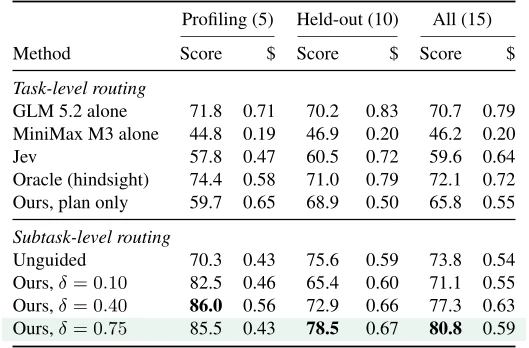 Profiling (5) Held-out (10) All (15)
Method Score $ Score $ Score $
Task-level routing
GLM 5.2 alone 71.8 0.71 70.2 0.83 70.7 0.79
MiniMax M3 alone 44.8 0.19 46.9 0.20 46.2 0.20
Jev 57.8 0.47 60.5 0.72 59.6 0.64
Oracle (hindsight) 74.4 0.58 71.0 0.79 72.1 0.72
Ours, plan only 59.7 0.65 68.9 0.50 65.8 0.55
Subtask-level routing
Unguided 70.3 0.43 75.6 0.59 73.8 0.54
Ours, δ = 0.10 82.5 0.46 65.4 0.60 71.1 0.55
Ours, δ = 0.40 86.0 0.56 72.9 0.66 77.3 0.63
Ours, δ = 0.75 85.5 0.43 78.5 0.67 80.8 0.59